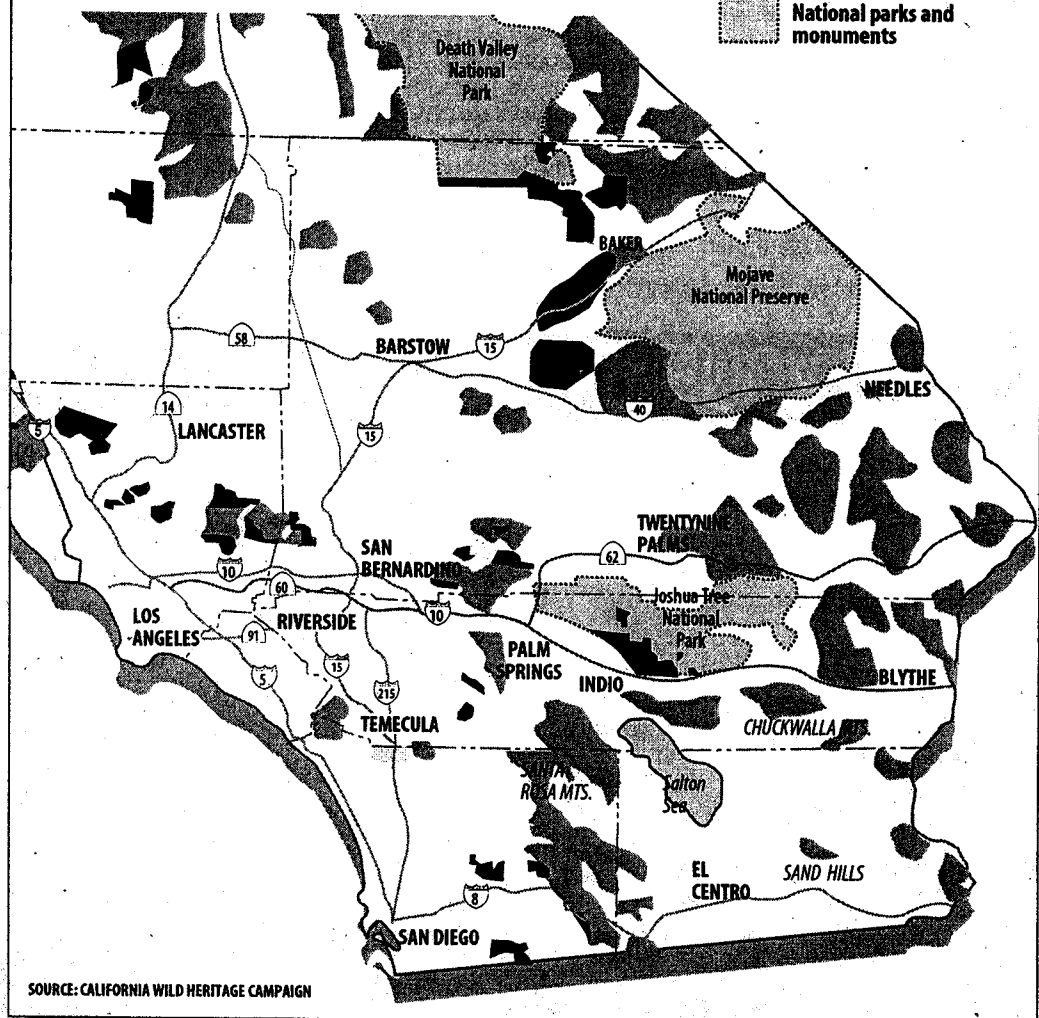 National parks and
monuments
Death Valley
National
Park
BAKER
Mojave
National Preserve
58
BARSTOW
15
NEEDLES
14
40
5
LANCASTER
15
TWENTYNINE
PALMS
SAN
BERNARDINO
62
10
60
10
Joshua Tree
National
Park
LOS
ANGELES
RIVERSIDE
91
PALM
SPRINGS
15
5
INDIO
BLYTHE
215
TEMECULA
CHUCKWALLA MTS.
SANTA
ROSA MTS.
Salton
Sea
EL
CENTRO
SAND HILLS
8
SAN DIEGO
SOURCE: CALIFORNIA WILD HERITAGE CAMPAIGN